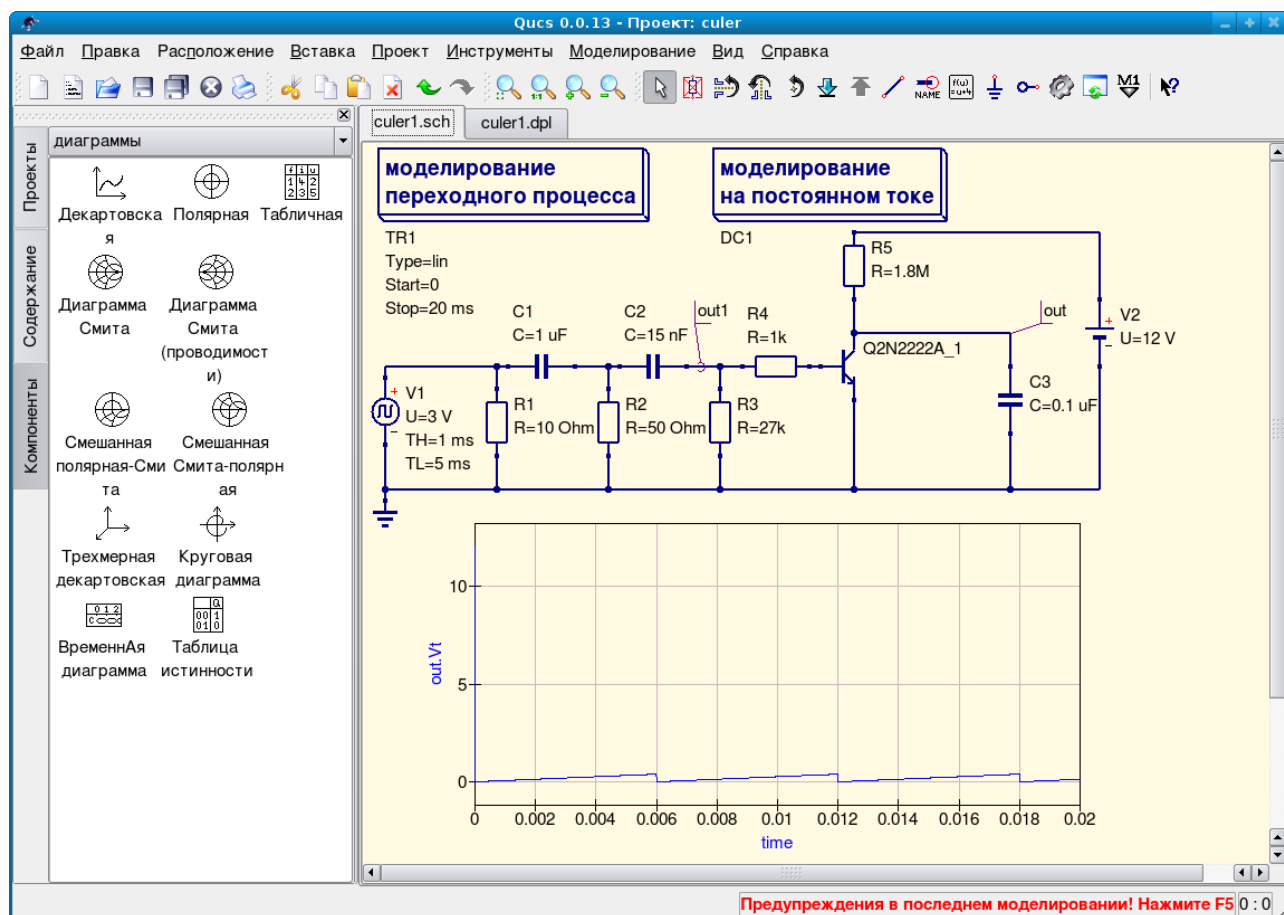 Qucs 0.0.13 - Проект: culer
Файл Правка Расположение Вставка Проект Инструменты Моделирование Вид Справка
NAME
f(u)
M1
culer1.sch culer1.dpl
Проекты
Содержание
Компоненты
диаграммы
Декартовска
я
Полярная
Табличная
Диаграмма
Смита
Диаграмма
Смита
(проводимост
и)
Смешанная
полярная-Сми
та
Смешанная
Смита-полярн
ая
Трехмерная
декартовская
Круговая
диаграмма
ВременнАя
диаграмма
Таблица
истинности
моделирование
переходного процесса
моделирование
на постоянном токе
TR1
Type=lin
Start=0
Stop=20 ms
DC1
R5
R=1.8M
C1
C=1 uF
C2
C=15 nF
out1
R4
R=1k
Q2N2222A_1
out
V2
U=12 V
V1
U=3 V
TH=1 ms
TL=5 ms
R1
R=10 Ohm
R2
R=50 Ohm
R3
R=27k
C3
C=0.1 uF
10
5
0
out.Vt
0 0.002 0.004 0.006 0.008 0.01 0.012 0.014 0.016 0.018 0.02
time
Предупреждения в последнем моделировании! Нажмите F5 0 : 0